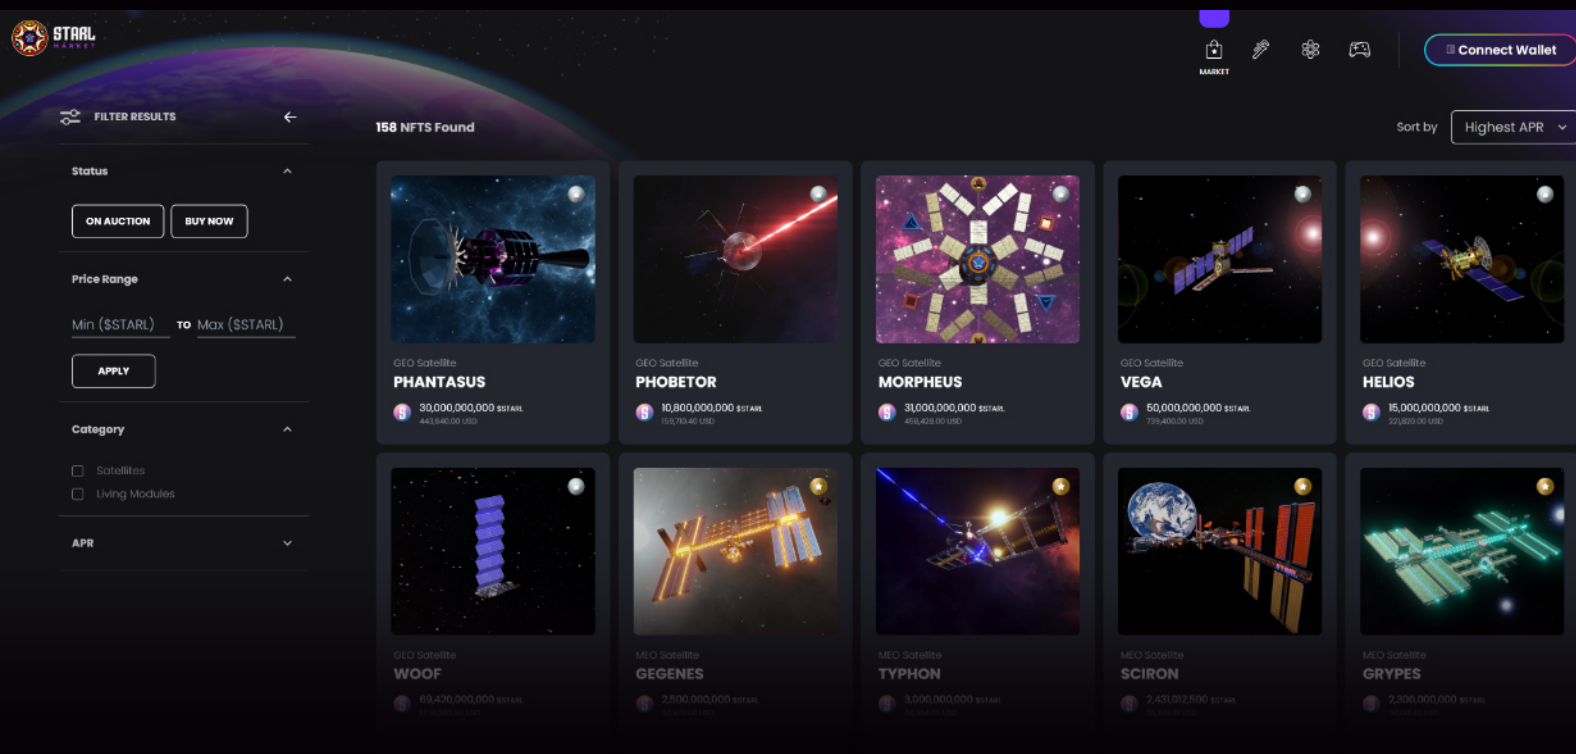 STARL
MARKET
MARKET
Connect Wallet
FILTER RESULTS
158 NFTS Found
Sort by
Highest APR
Status
ON AUCTION
BUY NOW
Price Range
Min ($STARL) TO Max ($STARL)
APPLY
Category
Satellites
Living Modules
APR
GEO Satellite
PHANTASUS
30,000,000,000 $STARL
443,640.00 USD
GEO Satellite
PHOBETOR
10,800,000,000 $STARL
159,710.40 USD
GEO Satellite
MORPHEUS
31,000,000,000 $STARL
458,428.00 USD
GEO Satellite
VEGA
50,000,000,000 $STARL
739,400.00 USD
GEO Satellite
HELIOS
15,000,000,000 $STARL
221,820.00 USD
GEO Satellite
WOOF
69,420,000,000 $STARL
MEO Satellite
GEGENES
2,500,000,000 $STARL
MEO Satellite
TYPHON
3,000,000,000 $STARL
MEO Satellite
SCIRON
2,431,012,500 $STARL
MEO Satellite
GRYPES
2,300,000,000 $STARL